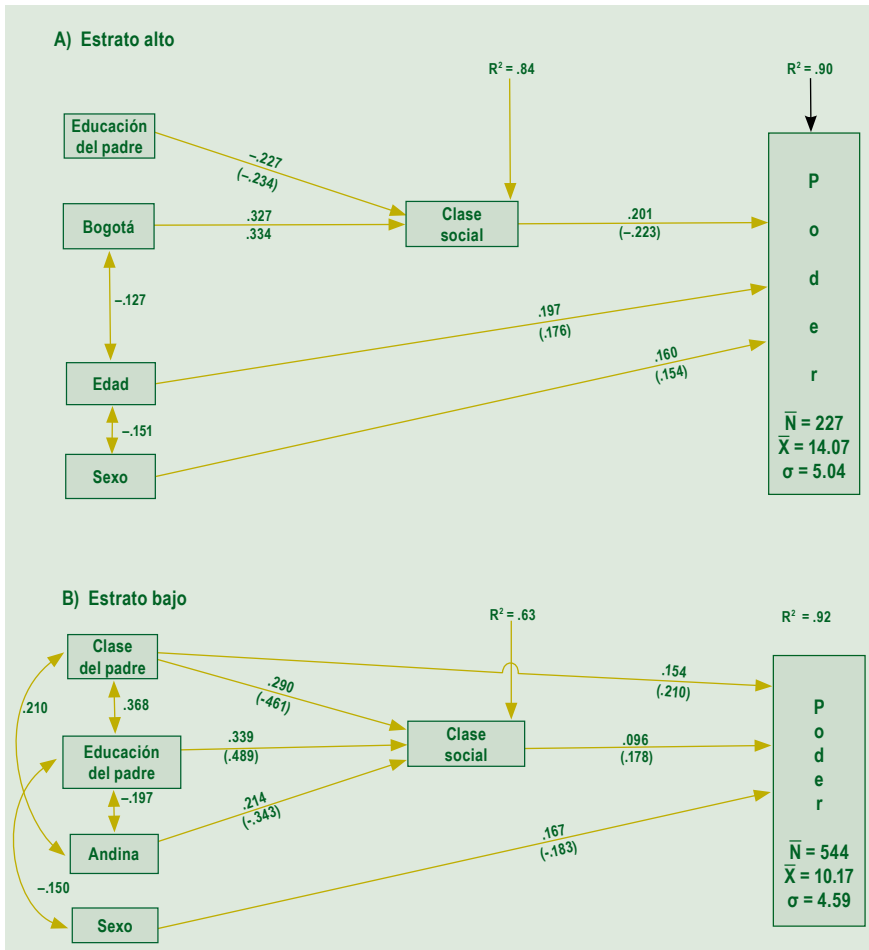 A) Estrato alto
R² = .84
R² = .90
Educación
del padre
–.227
(–.234)
Bogotá
.327
.334
Clase
social
.201
(–.223)
–.127
.197
(.176)
Edad
.160
(.154)
–.151
Sexo
P
o
d
e
r
N̅ = 227
X̅ = 14.07
σ = 5.04
B) Estrato bajo
R² = .63
R² = .92
Clase
del padre
.154
(.210)
.290
(-461)
.210
.368
Educación
del padre
.339
(.489)
Clase
social
.096
(.178)
–.197
.214
(-.343)
Andina
.167
(-.183)
–.150
Sexo
P
o
d
e
r
N̅ = 544
X̅ = 10.17
σ = 4.59